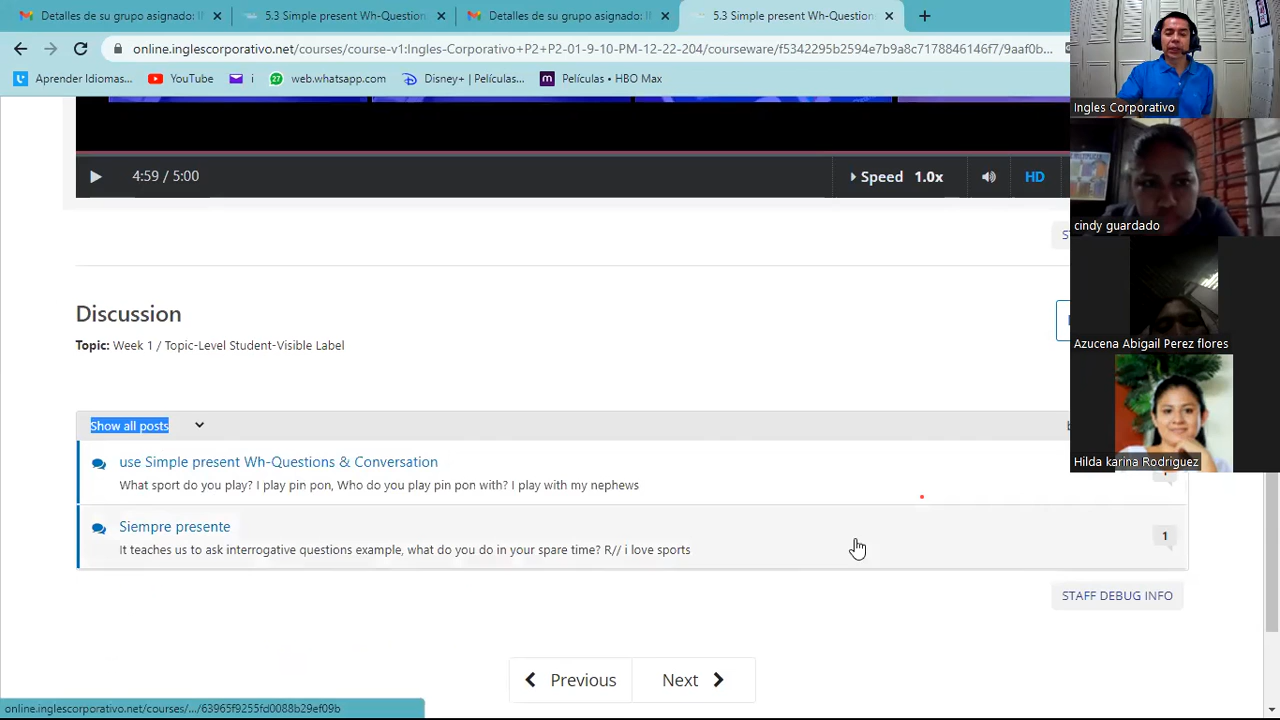 Detalles de su grupo asignado: I
5.3 Simple present Wh-Question
Detalles de su grupo asignado: I
5.3 Simple present Wh-Question
online.inglescorporativo.net/courses/course-v1:Ingles-Corporativo+P2+P2-01-9-10-PM-12-22-204/courseware/
Aprender Idiomas...
YouTube
i
web.whatsapp.com
Disney+ | Películas...
Películas • HBO Max
Ingles Corporativo
4:59 / 5:00
Speed 1.0x
HD
cindy guardado
Discussion
Topic: Week 1 / Topic-Level Student-Visible Label
Azucena Abigail Perez flores
Show all posts
use Simple present Wh-Questions & Conversation
Hilda karina Rodriguez
What sport do you play? I play pin pon, Who do you play pin pon with? I play with my nephews
Siempre presente
1
It teaches us to ask interrogative questions example, what do you do in your spare time? R// i love sports
STAFF DEBUG INFO
Previous
Next
online.inglescorporativo.net/courses/.../63965f9255fd0088b29ef09b